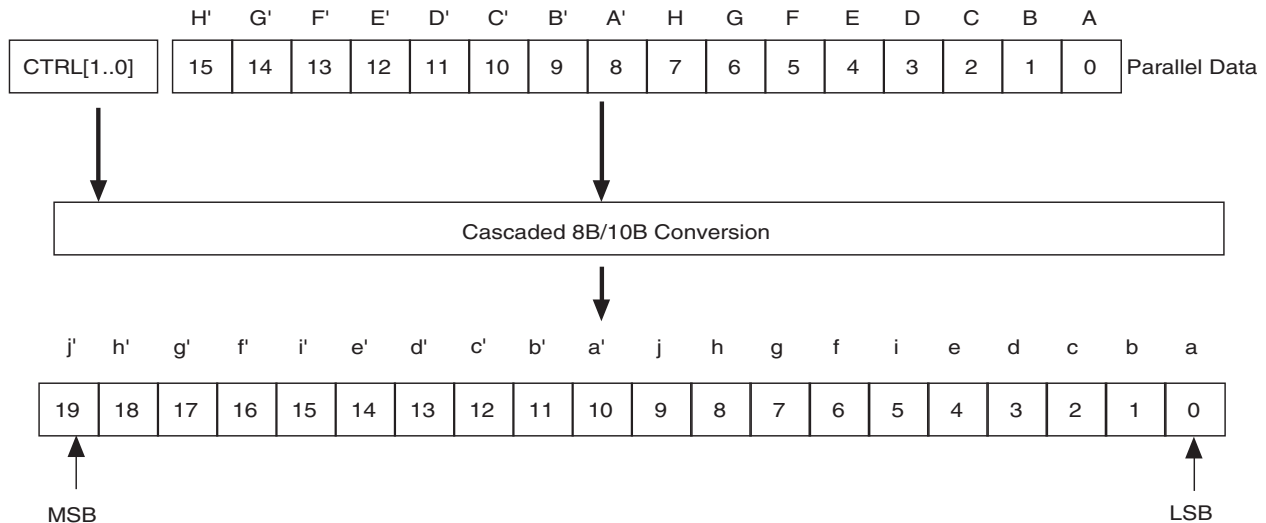 H' G' F' E' D' C' B' A' H G F E D C B A
CTRL[1..0] 15 14 13 12 11 10 9 8 7 6 5 4 3 2 1 0 Parallel Data
Cascaded 8B/10B Conversion
j' h' g' f' i' e' d' c' b' a' j h g f i e d c b a
19 18 17 16 15 14 13 12 11 10 9 8 7 6 5 4 3 2 1 0
MSB LSB